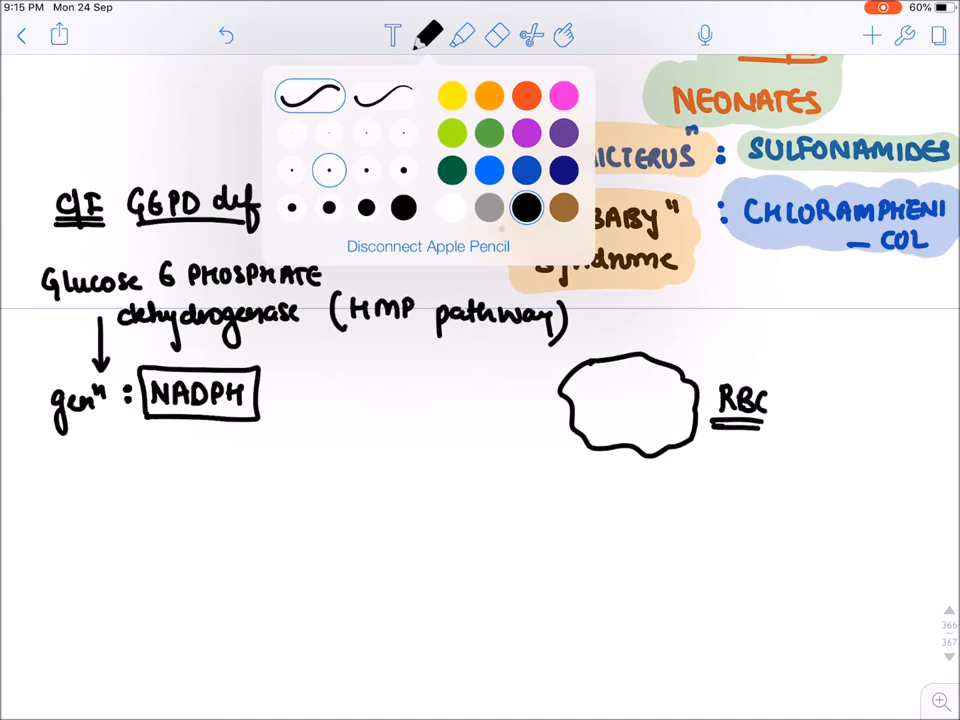 9:15 PM Mon 24 Sep
60%
T
NEONATES
ICTERUS" : SULFONAMIDES
BABY" : CHLORAMPHENI
– COL
Syndrome
C/I G6PD def
Disconnect Apple Pencil
Glucose 6 PHOSPHATE
dehydrogenase (HMP pathway)
genⁿ : NADPH
RBC
366
367